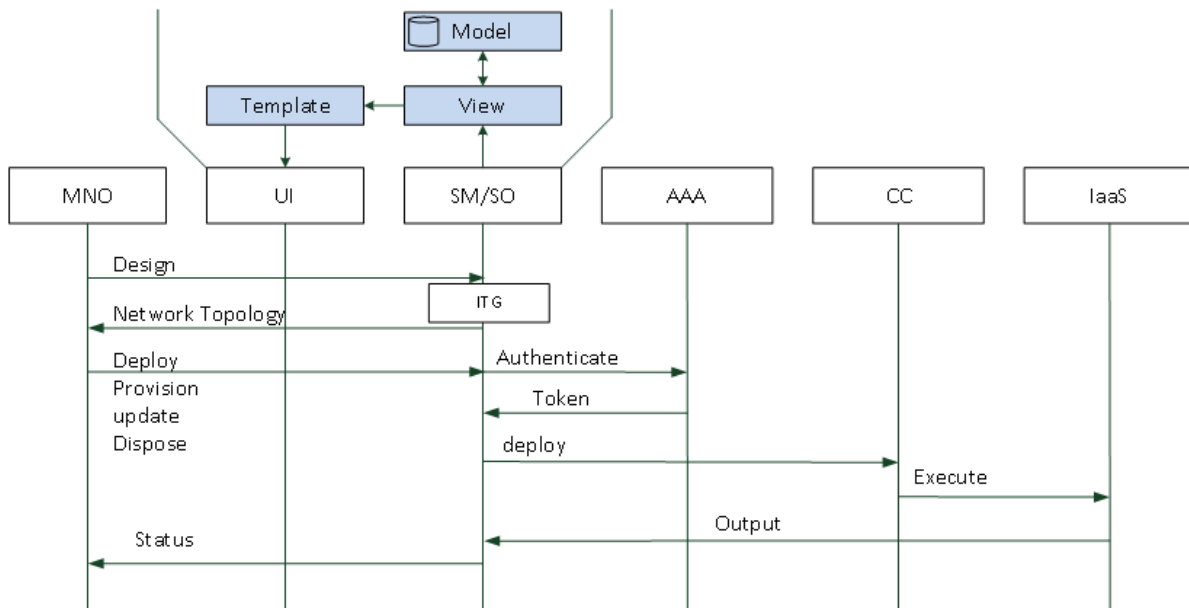 Model
Template
View
MNO
UI
SM/SO
AAA
CC
IaaS
Design
ITG
Network Topology
Deploy
Authenticate
Provision
Token
update
Dispose
deploy
Execute
Output
Status